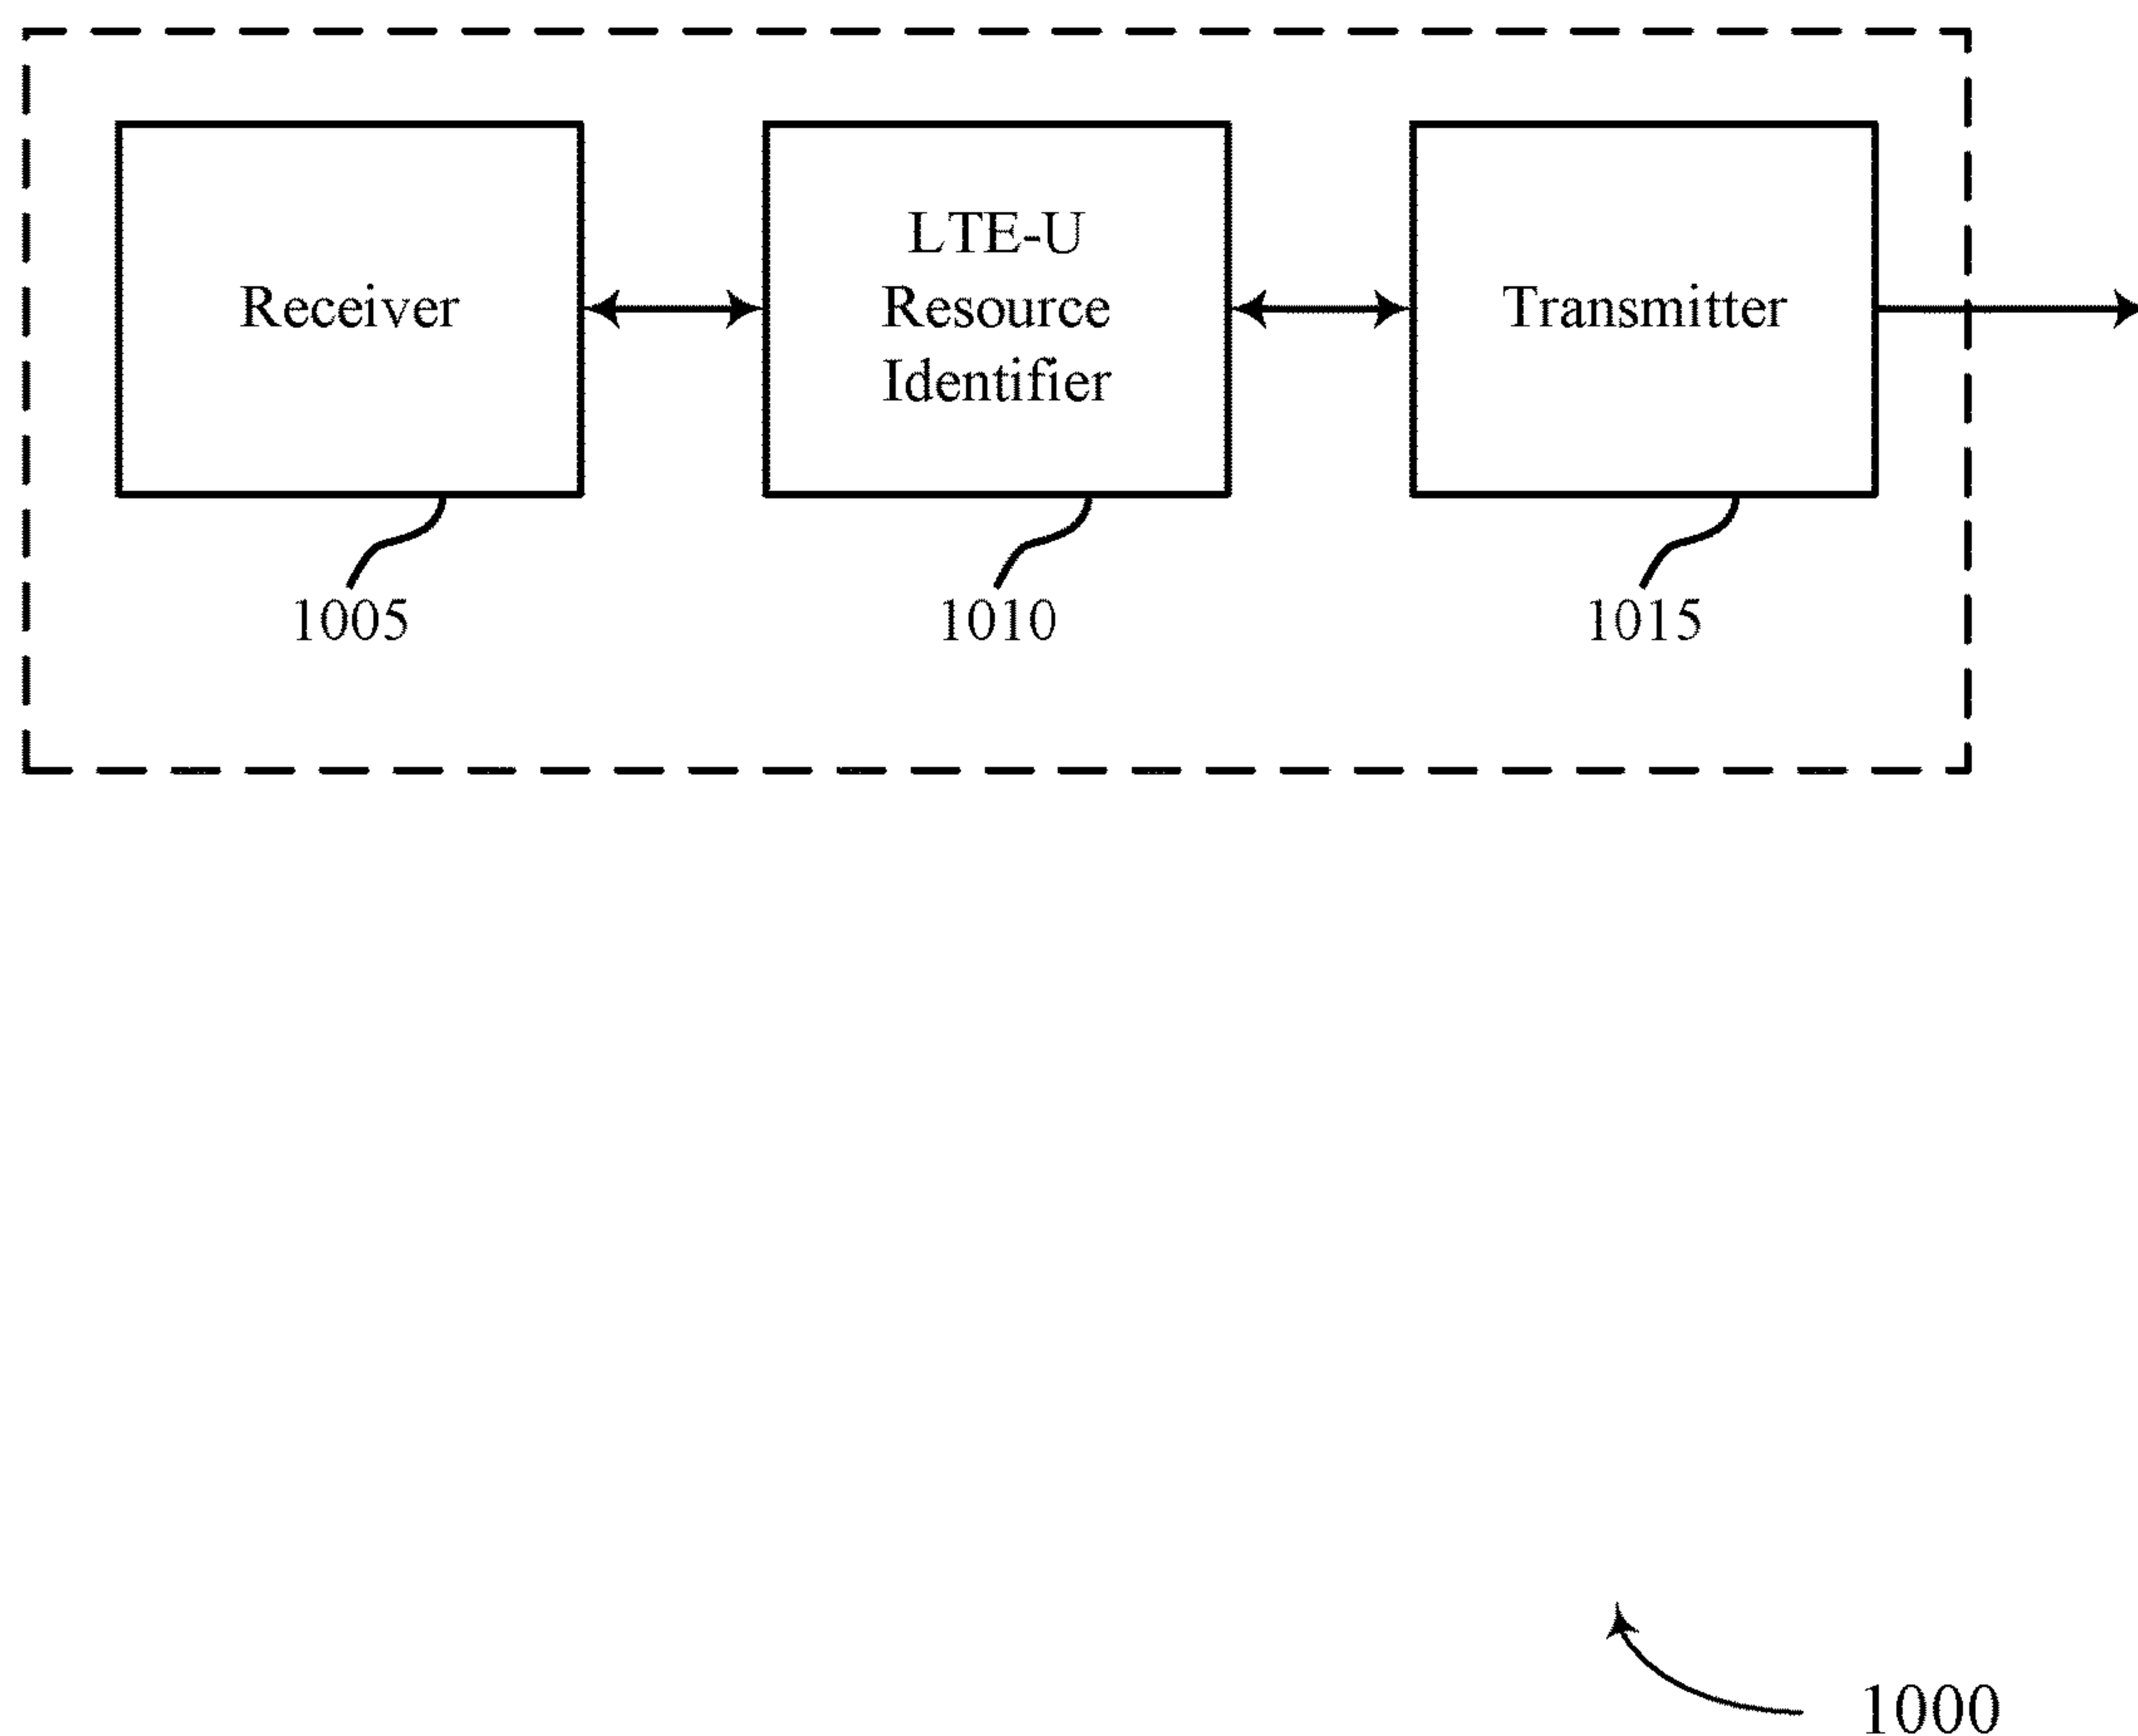 Receiver
LTE-U
Resource
Identifier
Transmitter
1005
1010
1015
1000